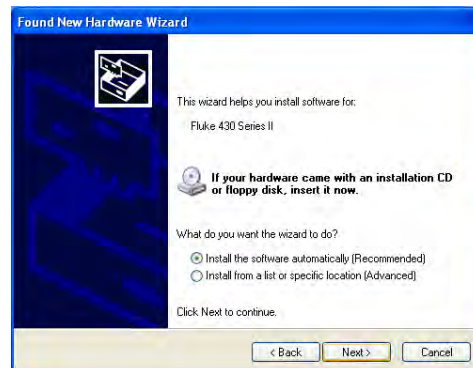 Found New Hardware Wizard
This wizard helps you install software for:
Fluke 430 Series II
If your hardware came with an installation CD
or floppy disk, insert it now.
What do you want the wizard to do?
Install the software automatically (Recommended)
Install from a list or specific location (Advanced)
Click Next to continue.
< Back Next > Cancel